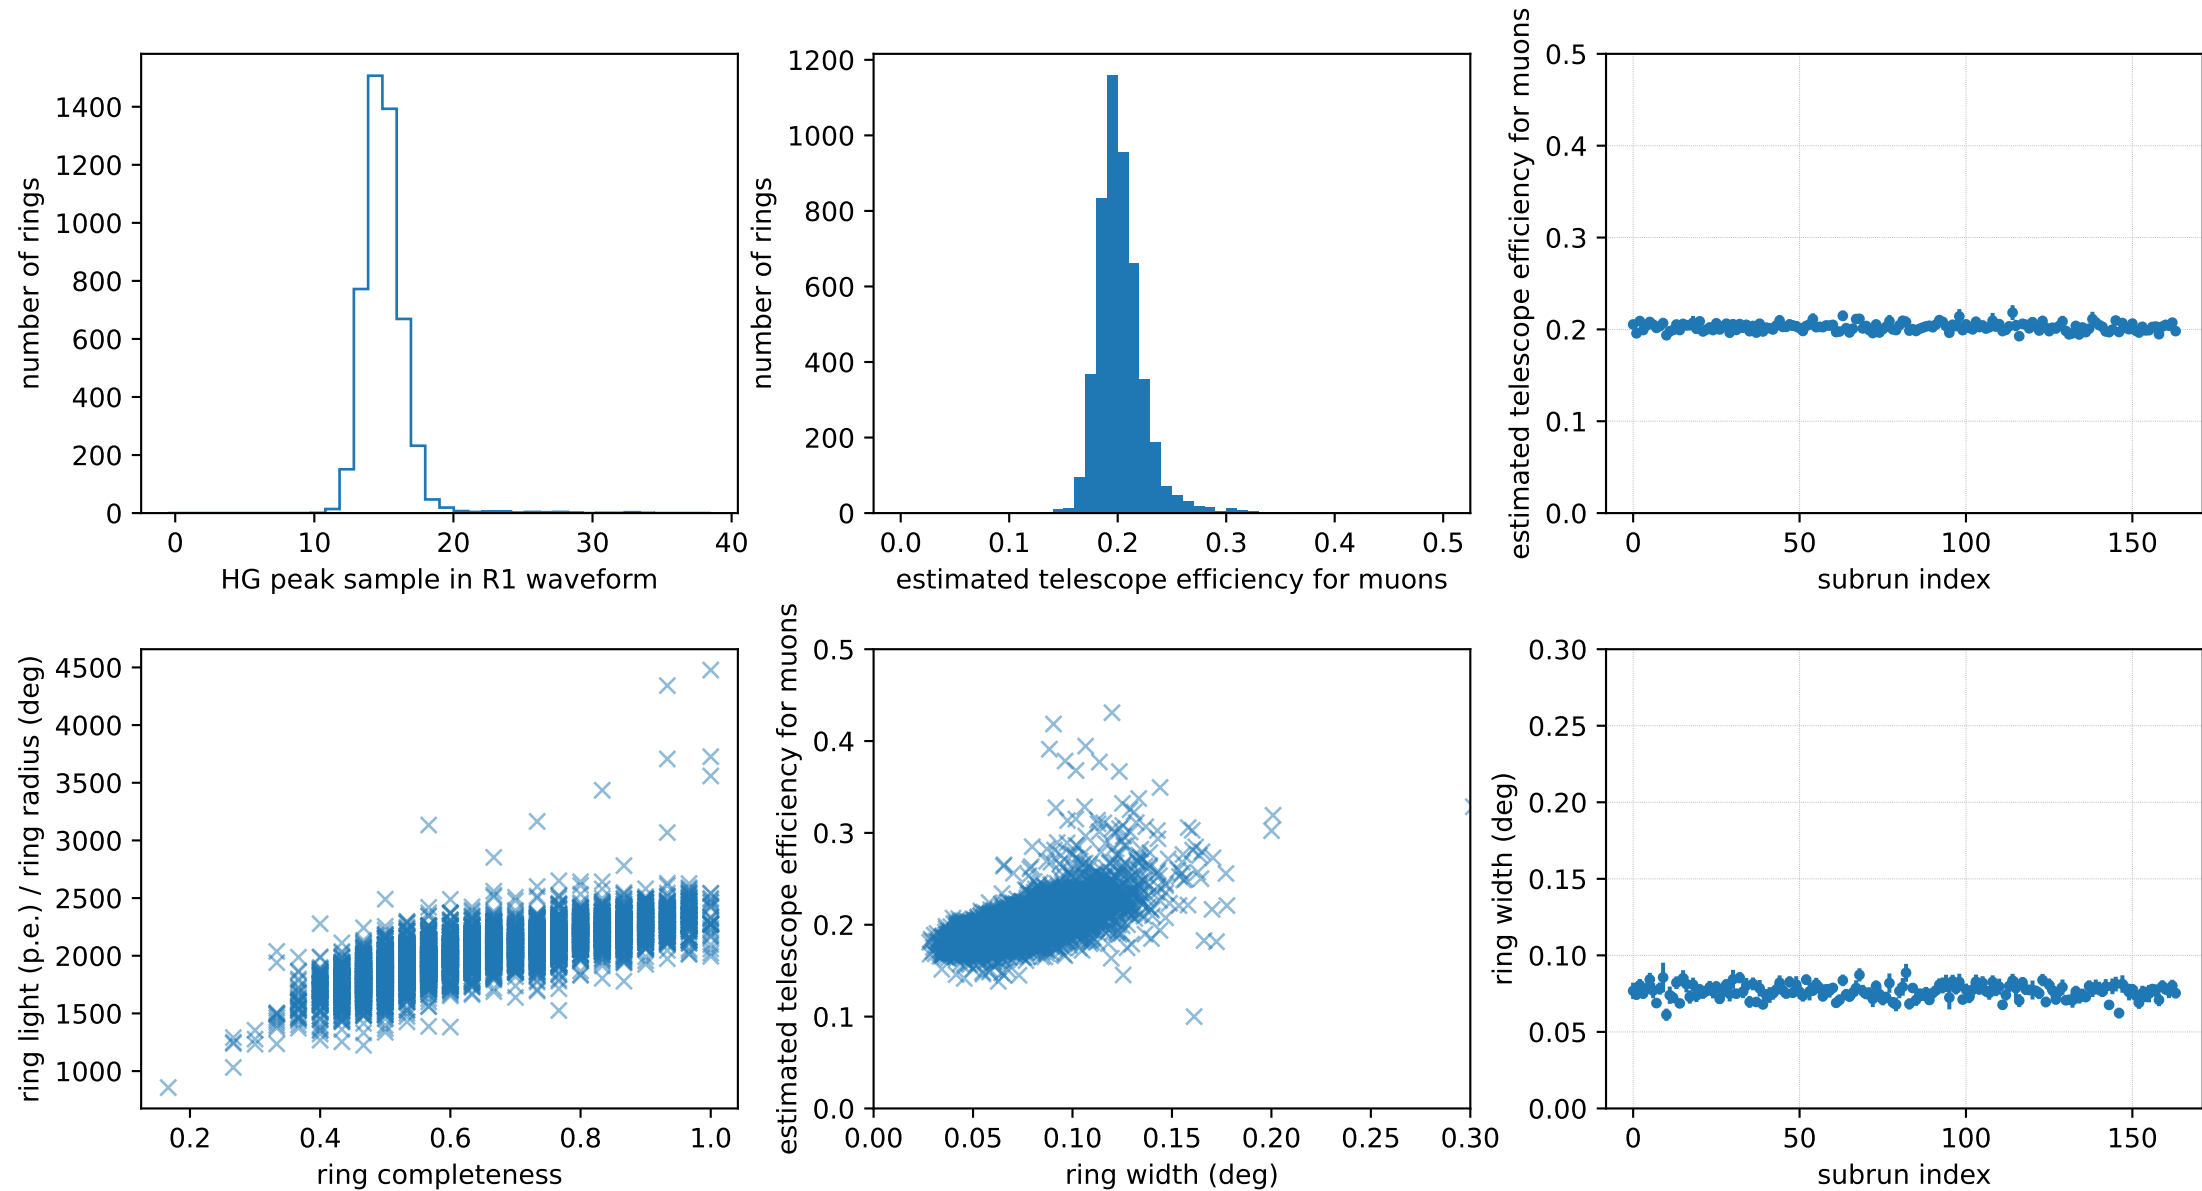 number of rings
1400
1200
1000
800
600
400
200
0
0 10 20 30 40
HG peak sample in R1 waveform
number of rings
1200
1000
800
600
400
200
0
0.0 0.1 0.2 0.3 0.4 0.5
estimated telescope efficiency for muons
estimated telescope efficiency for muons
0.5
0.4
0.3
0.2
0.1
0.0
0 50 100 150
subrun index
ring light (p.e.) / ring radius (deg)
4500
4000
3500
3000
2500
2000
1500
1000
0.2 0.4 0.6 0.8 1.0
ring completeness
estimated telescope efficiency for muons
0.5
0.4
0.3
0.2
0.1
0.0
0.00 0.05 0.10 0.15 0.20 0.25 0.30
ring width (deg)
ring width (deg)
0.30
0.25
0.20
0.15
0.10
0.05
0.00
0 50 100 150
subrun index